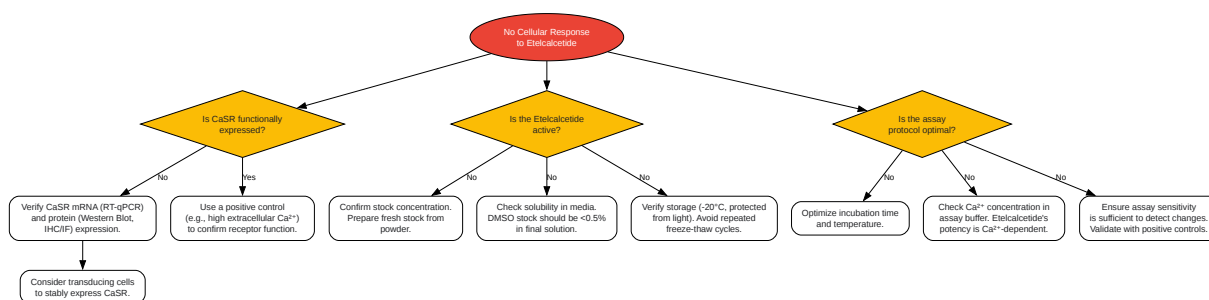 No Cellular Response
to Etelcalcetide
Is CaSR functionally
expressed?
Is the Etelcalcetide
active?
Is the assay
protocol optimal?
No
Yes
No
No
No
No
No
No
Verify CaSR mRNA (RT-qPCR)
and protein (Western Blot,
IHC/IF) expression.
Use a positive control
(e.g., high extracellular Ca²⁺)
to confirm receptor function.
Confirm stock concentration.
Prepare fresh stock from
powder.
Check solubility in media.
DMSO stock should be <0.5%
in final solution.
Verify storage (-20°C, protected
from light). Avoid repeated
freeze-thaw cycles.
Optimize incubation time
and temperature.
Check Ca²⁺ concentration in
assay buffer. Etelcalcetide's
potency is Ca²⁺-dependent.
Ensure assay sensitivity
is sufficient to detect changes.
Validate with positive controls.
Consider transducing cells
to stably express CaSR.